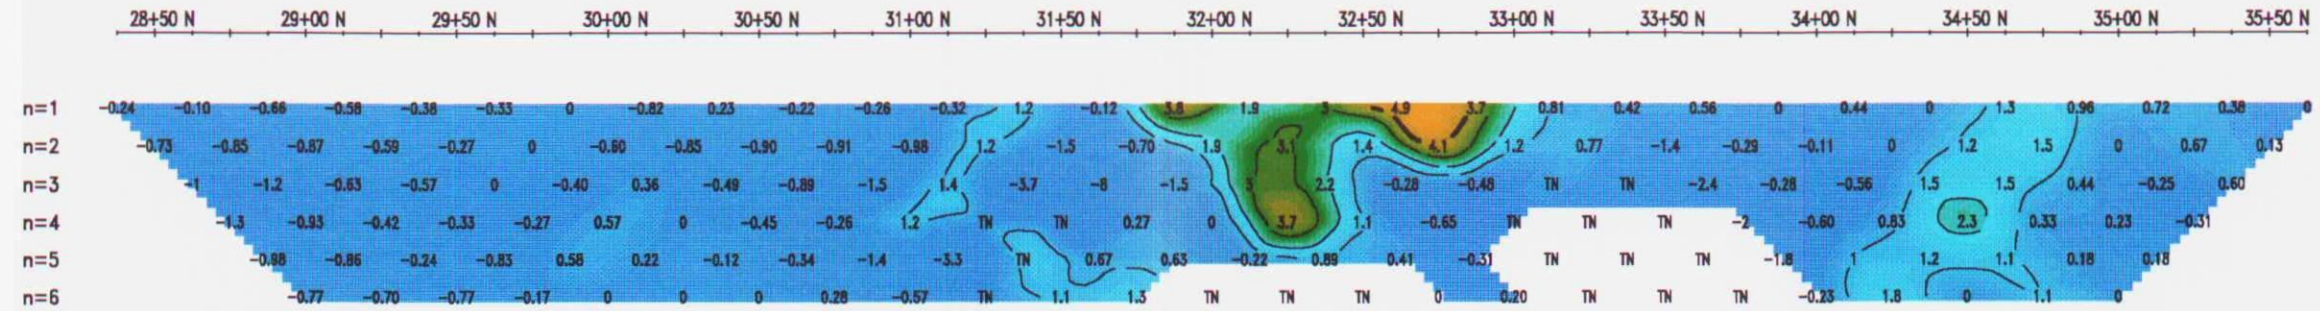 28+50 N 29+00 N 29+50 N 30+00 N 30+50 N 31+00 N 31+50 N 32+00 N 32+50 N 33+00 N 33+50 N 34+00 N 34+50 N 35+00 N 35+50 N
n=1 -0.24 -0.10 -0.66 -0.58 -0.38 -0.33 0 -0.82 0.23 -0.22 -0.26 -0.32 1.2 -0.12 3.8 1.9 3 4.9 3.7 0.81 0.42 0.56 0 0.44 0 1.3 0.96 0.72 0.38 0
n=2 -0.73 -0.85 -0.87 -0.59 -0.27 0 -0.60 -0.85 -0.90 -0.91 -0.98 1.2 -1.5 -0.70 1.9 3.1 1.4 4.1 1.2 0.77 -1.4 -0.29 -0.11 0 1.2 1.5 0 0.67 0.13
n=3 -1 -1.2 -0.63 -0.57 0 -0.40 0.36 -0.49 -0.89 -1.5 1.4 -3.7 -8 -1.5 3 2.2 -0.28 -0.48 TN TN -2.4 -0.28 -0.56 1.5 1.5 0.44 -0.25 0.60
n=4 -1.3 -0.93 -0.42 -0.33 -0.27 0.57 0 -0.45 -0.26 1.2 TN TN 0.27 0 3.7 1.1 -0.65 TN TN TN -2 -0.60 0.83 2.3 0.33 0.23 -0.31
n=5 -0.98 -0.86 -0.24 -0.83 0.58 0.22 -0.12 -0.34 -1.4 -3.3 TN 0.67 0.63 -0.22 0.89 0.41 -0.31 TN TN TN -1.8 1 1.2 1.1 0.18 0.18
n=6 -0.77 -0.70 -0.77 -0.17 0 0 0 0.28 -0.57 TN 1.1 1.3 TN TN TN 0 0.20 TN TN TN -0.23 1.8 0 1.1 0